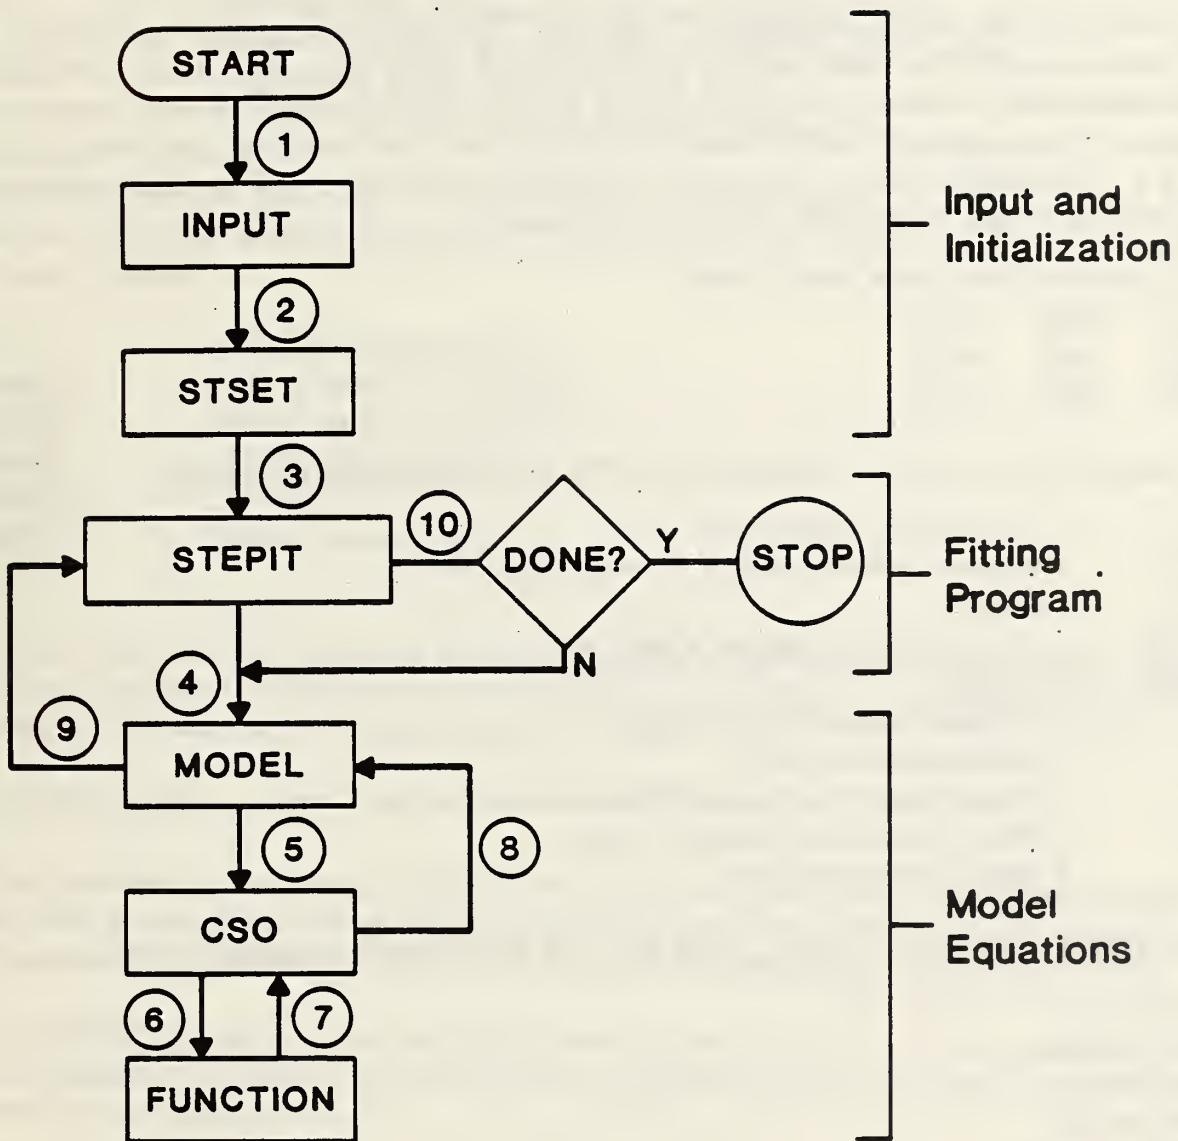 START
1
INPUT
Input and
Initialization
2
STSET
3
STEPIT
10
DONE?
Y
STOP
Fitting
Program
N
4
9
MODEL
5
8
CSO
Model
Equations
6
7
FUNCTION